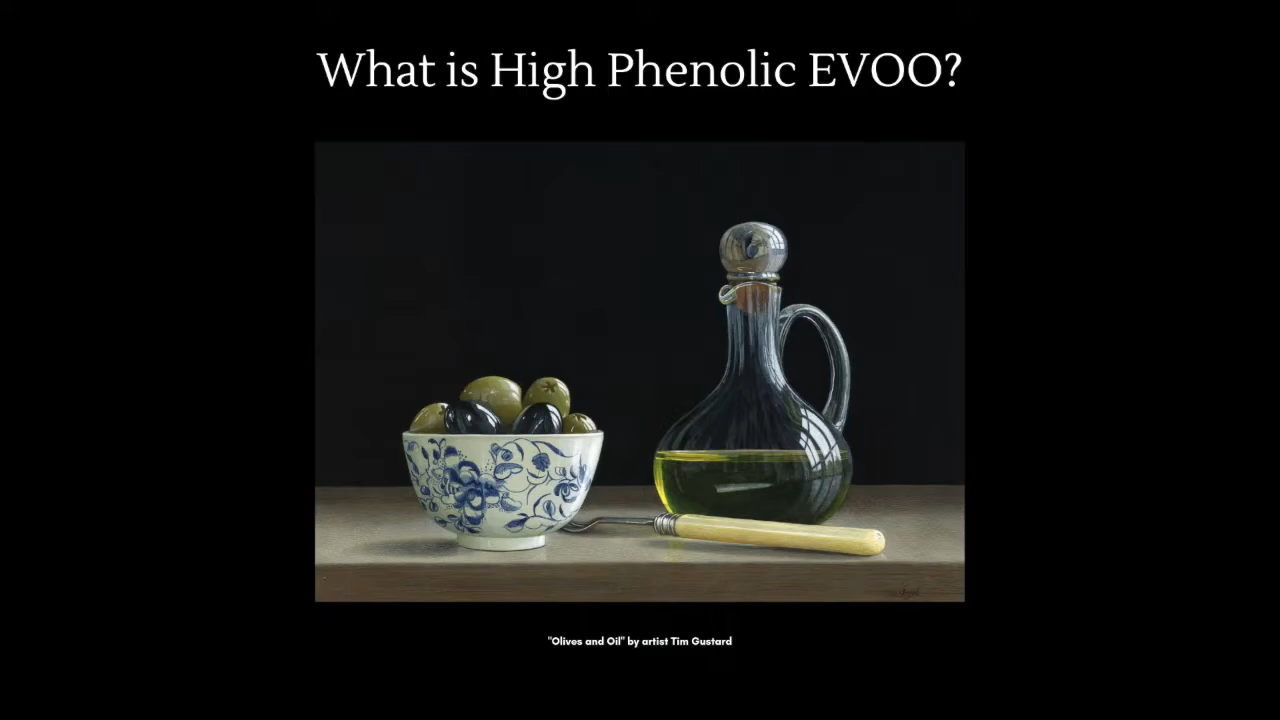 What is High Phenolic EVOO?
"Olives and Oil" by artist Tim Gustard